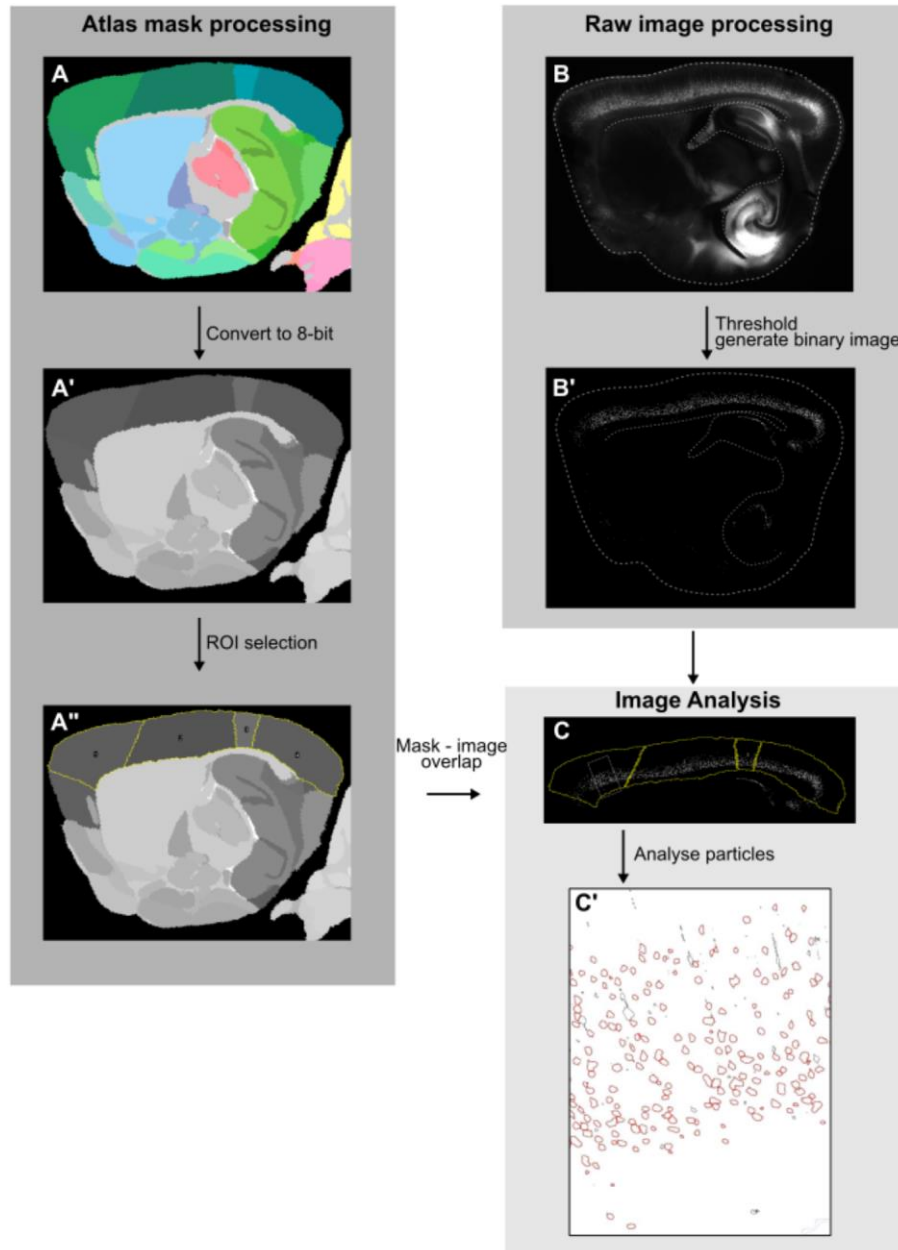 Atlas mask processing
A
Convert to 8-bit
A'
ROI selection
A"
Raw image processing
B
Threshold
generate binary image
B'
Mask - image
overlap
Image Analysis
C
Analyse particles
C'